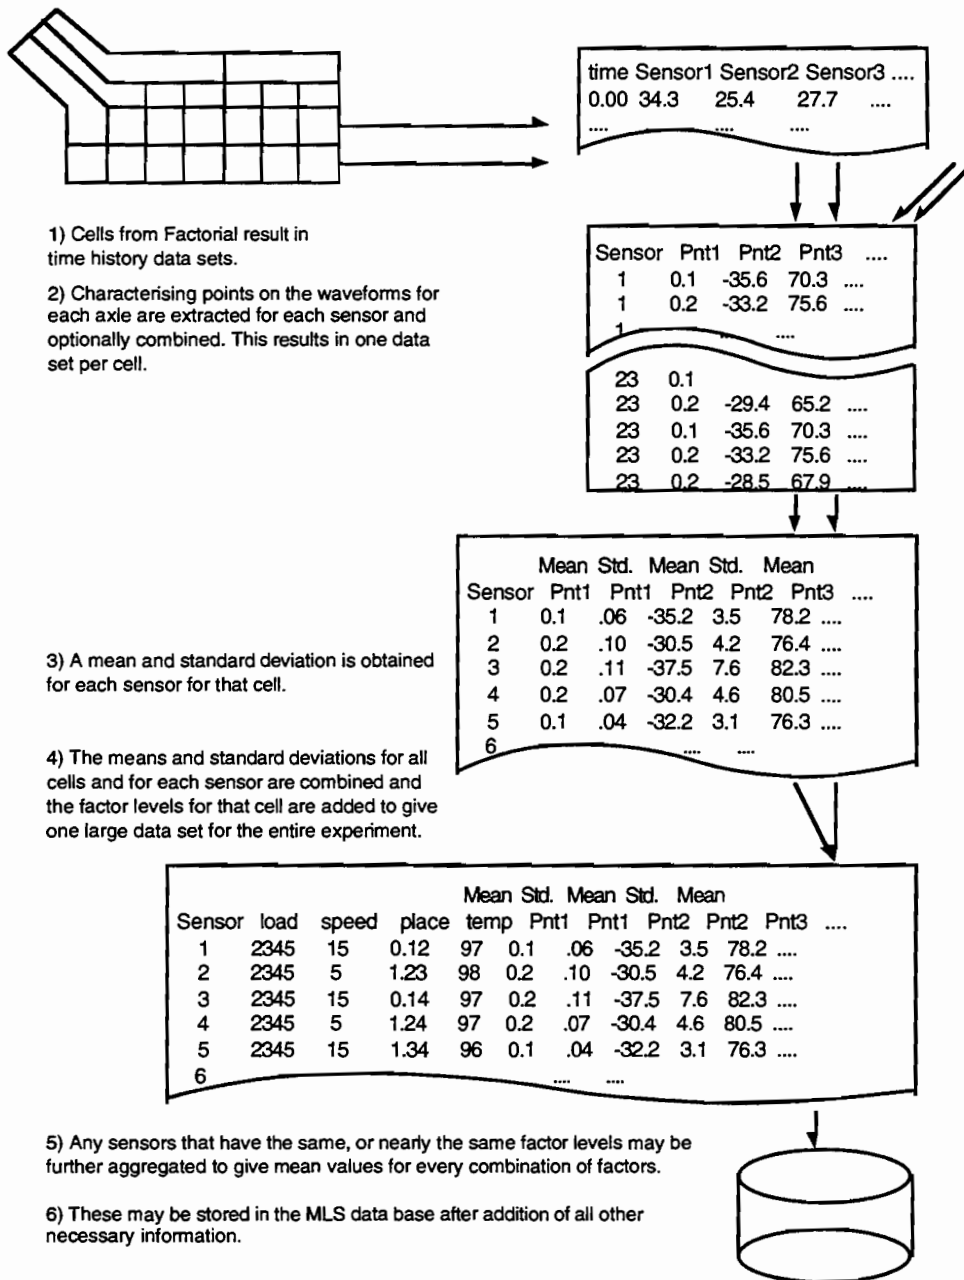 time Sensor1 Sensor2 Sensor3 ....
0.00 34.3 25.4 27.7 ....
.... .... ....
1) Cells from Factorial result in
time history data sets.
2) Characterising points on the waveforms for
each axle are extracted for each sensor and
optionally combined. This results in one data
set per cell.
Sensor Pnt1 Pnt2 Pnt3 ....
1 0.1 -35.6 70.3 ....
1 0.2 -33.2 75.6 ....
1 .... ....
23 0.1
23 0.2 -29.4 65.2 ....
23 0.1 -35.6 70.3 ....
23 0.2 -33.2 75.6 ....
23 0.2 -28.5 67.9 ....
3) A mean and standard deviation is obtained
for each sensor for that cell.
4) The means and standard deviations for all
cells and for each sensor are combined and
the factor levels for that cell are added to give
one large data set for the entire experiment.
Mean Std. Mean Std. Mean
Sensor Pnt1 Pnt1 Pnt2 Pnt2 Pnt3 ....
1 0.1 .06 -35.2 3.5 78.2 ....
2 0.2 .10 -30.5 4.2 76.4 ....
3 0.2 .11 -37.5 7.6 82.3 ....
4 0.2 .07 -30.4 4.6 80.5 ....
5 0.1 .04 -32.2 3.1 76.3 ....
6 .... ....
Mean Std. Mean Std. Mean
Sensor load speed place temp Pnt1 Pnt1 Pnt2 Pnt2 Pnt3 ....
1 2345 15 0.12 97 0.1 .06 -35.2 3.5 78.2 ....
2 2345 5 1.23 98 0.2 .10 -30.5 4.2 76.4 ....
3 2345 15 0.14 97 0.2 .11 -37.5 7.6 82.3 ....
4 2345 5 1.24 97 0.2 .07 -30.4 4.6 80.5 ....
5 2345 15 1.34 96 0.1 .04 -32.2 3.1 76.3 ....
6 .... ....
5) Any sensors that have the same, or nearly the same factor levels may be
further aggregated to give mean values for every combination of factors.
6) These may be stored in the MLS data base after addition of all other
necessary information.